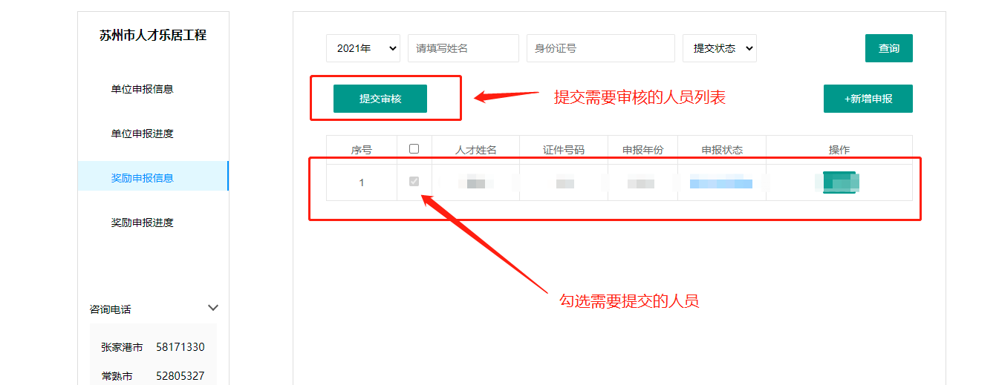 苏州市人才乐居工程
单位申报信息
单位申报进度
奖励申报信息
奖励申报进度
咨询电话
张家港市 58171330
常熟市 52805327
2021年 请填写姓名 身份证号 提交状态 查询
提交审核 提交需要审核的人员列表 +新增申报
序号 人才姓名 证件号码 申报年份 申报状态 操作
1
勾选需要提交的人员